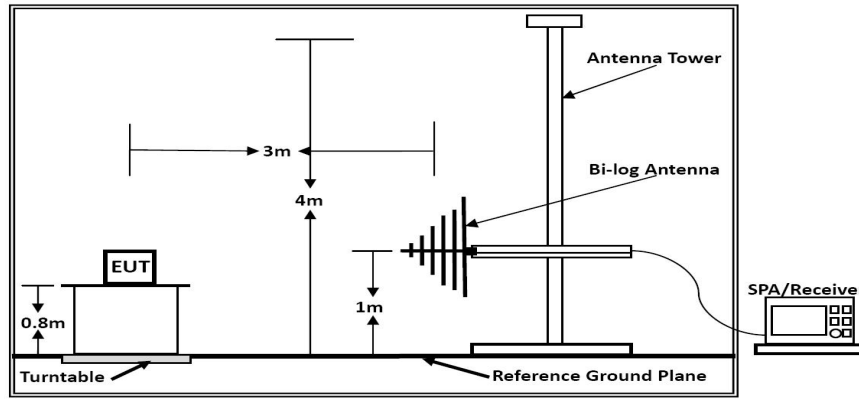 Antenna Tower
3m
Bi-log Antenna
4m
EUT
SPA/Receive
0.8m
1m
Turntable
Reference Ground Plane